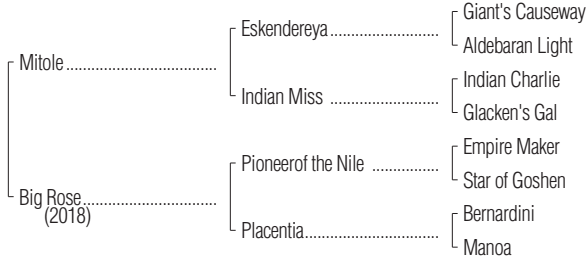 Giant's Causeway
Eskendereya
Aldebaran Light
Mitole
Indian Charlie
Indian Miss
Glacken's Gal
Empire Maker
Pioneerof the Nile
Star of Goshen
Big Rose
(2018)
Bernardini
Placentia
Manoa